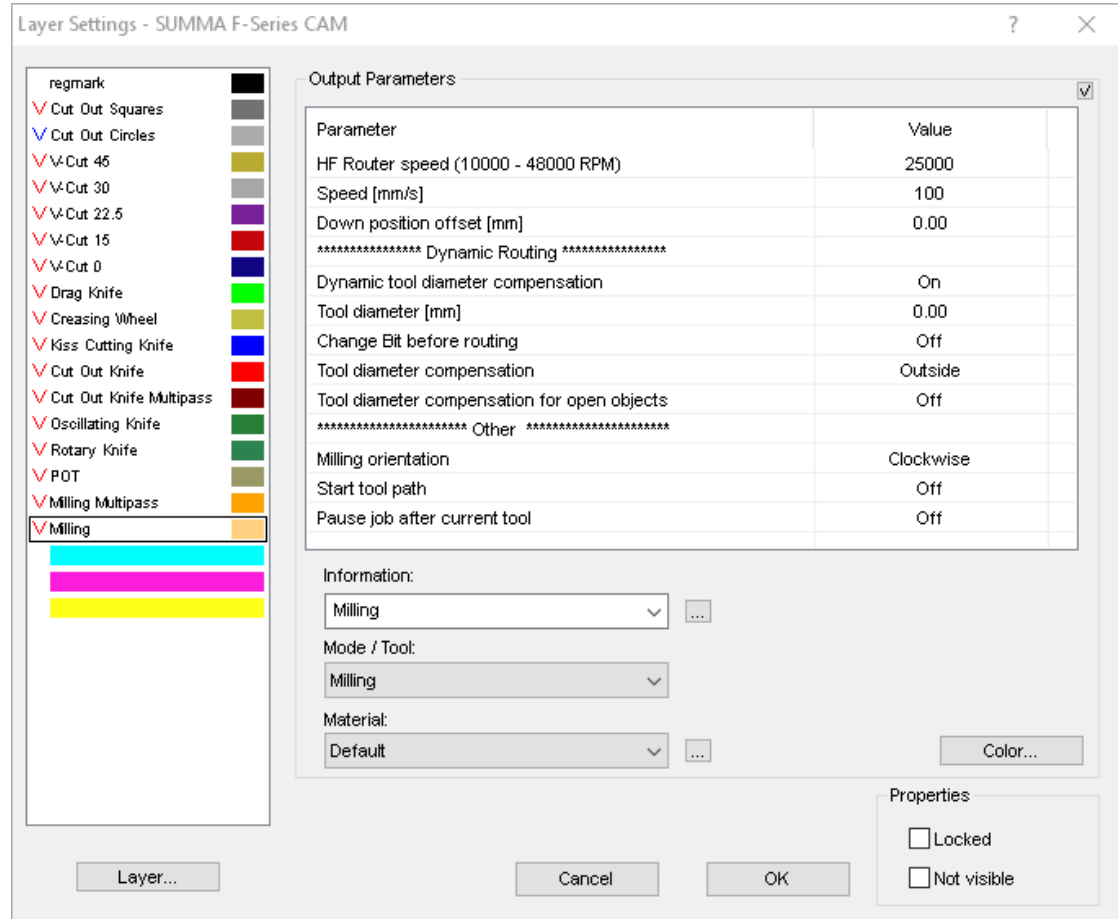 Layer Settings - SUMMA F-Series CAM ?
regmark
V Cut Out Squares
V Cut Out Circles
V V-Cut 45
V V-Cut 30
V V-Cut 22.5
V V-Cut 15
V V-Cut 0
V Drag Knife
V Creasing Wheel
V Kiss Cutting Knife
V Cut Out Knife
V Cut Out Knife Multipass
V Oscillating Knife
V Rotary Knife
V POT
V Milling Multipass
V Milling
Layer...
Output Parameters
Parameter Value
HF Router speed (10000 - 48000 RPM) 25000
Speed [mm/s] 100
Down position offset [mm] 0.00
**************** Dynamic Routing ****************
Dynamic tool diameter compensation On
Tool diameter [mm] 0.00
Change Bit before routing Off
Tool diameter compensation Outside
Tool diameter compensation for open objects Off
*********************** Other **********************
Milling orientation Clockwise
Start tool path Off
Pause job after current tool Off
Information:
Milling ...
Mode / Tool:
Milling
Material:
Default ...
Color...
Properties
Locked
Not visible
Cancel
OK